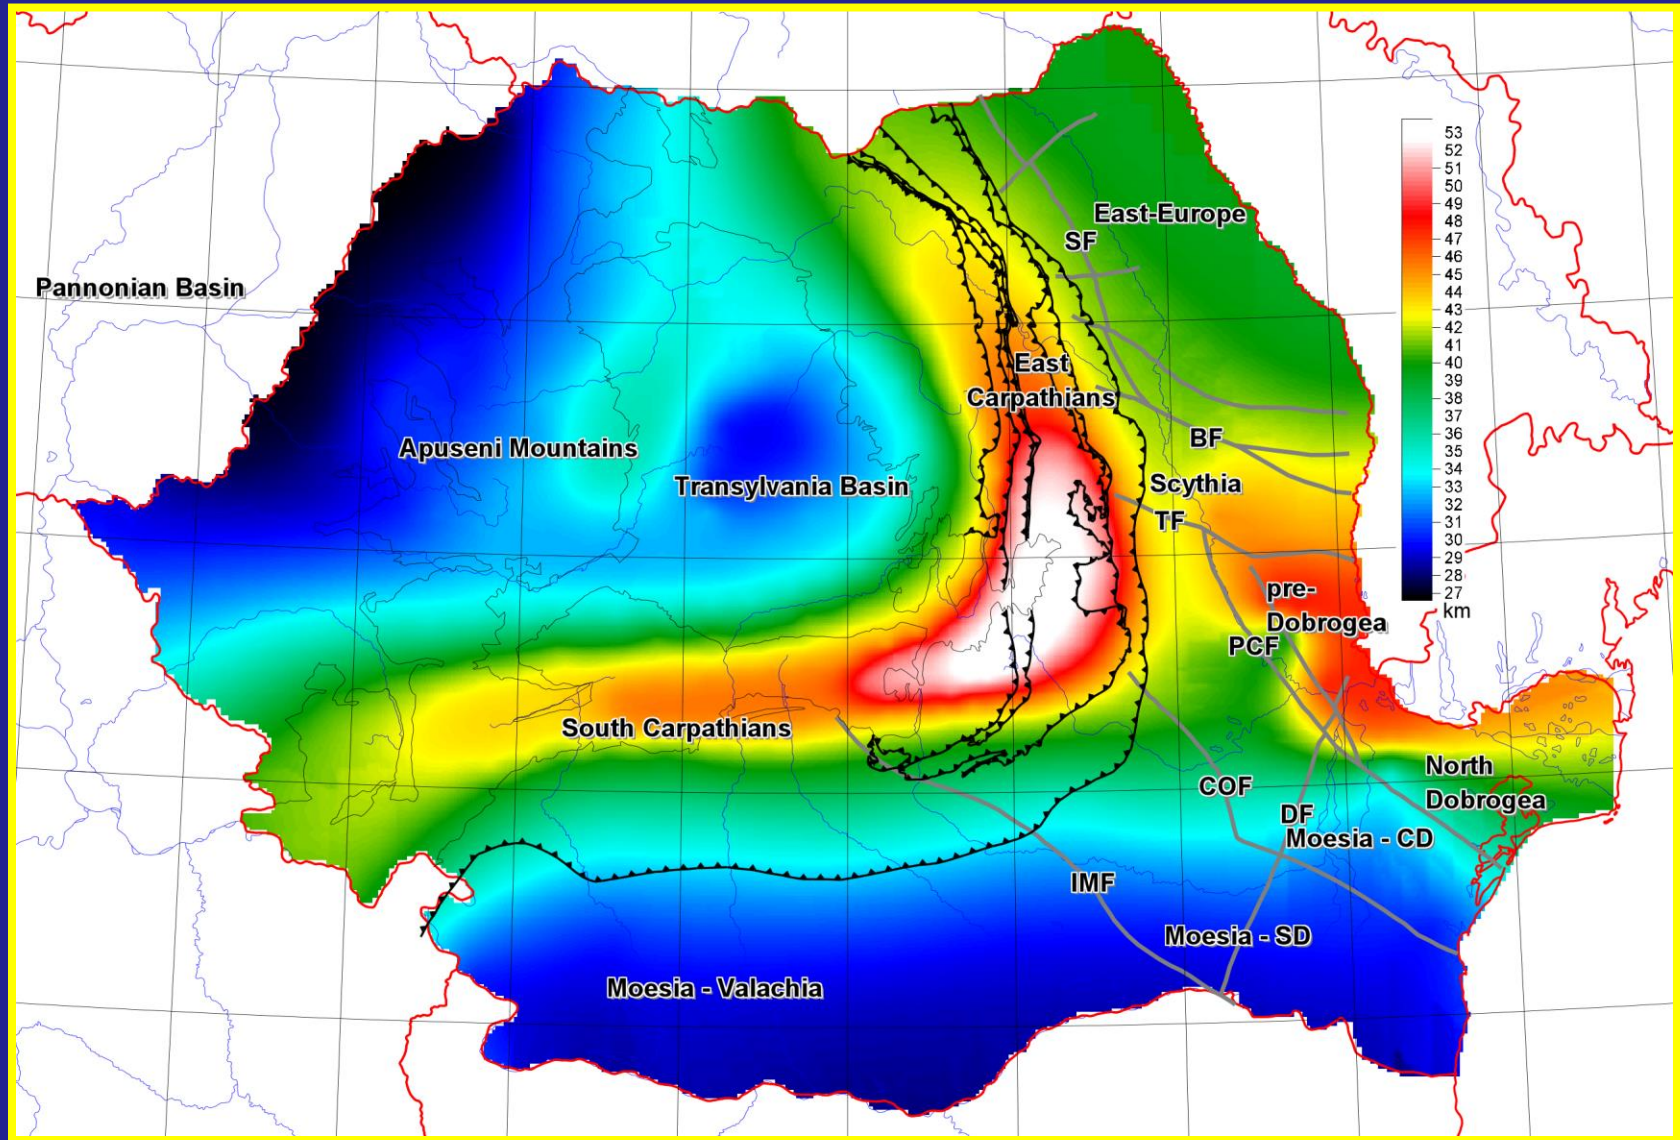 53
52
51
50
49
48
47
46
45
44
43
42
41
40
39
38
37
36
35
34
33
32
31
30
29
28
27
km
East-Europe
SF
Pannonian Basin
East
Carpathians
BF
Apuseni Mountains
Transylvania Basin
Scythia
TF
pre-
Dobrogea
PCF
South Carpathians
North
Dobrogea
COF
DF
Moesia - CD
IMF
Moesia - SD
Moesia - Valachia